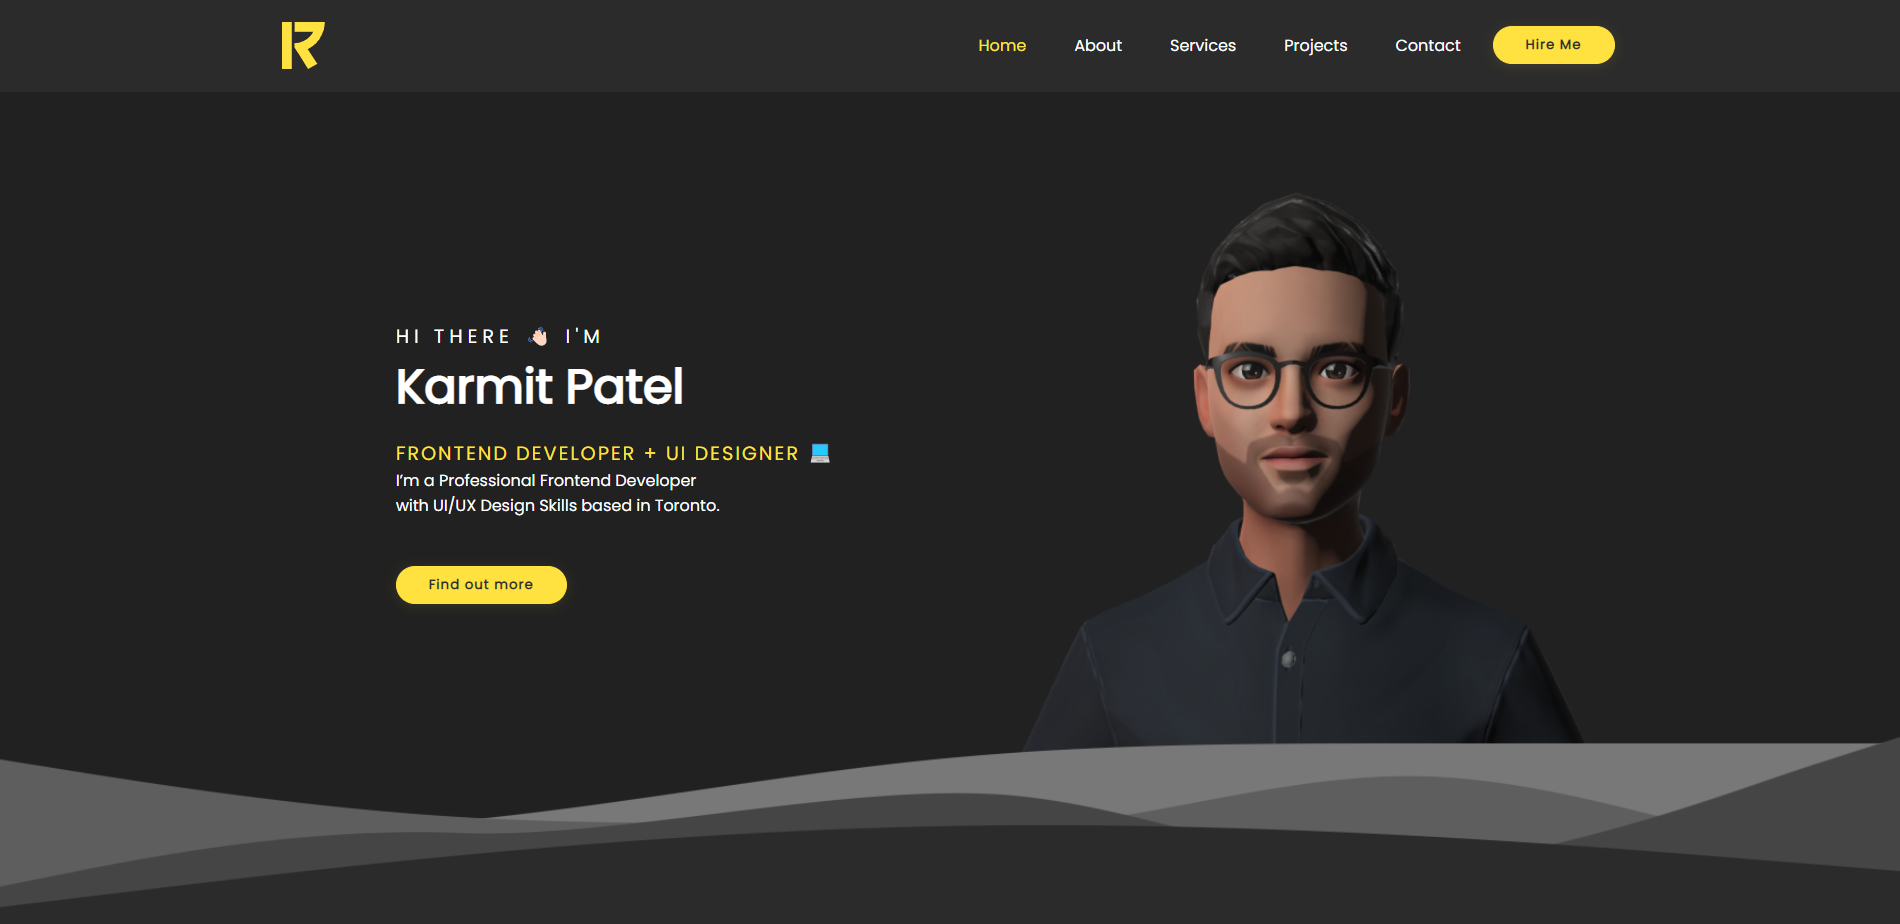 Home About Services Projects Contact Hire Me
HI THERE 👋🏻 I'M
Karmit Patel
FRONTEND DEVELOPER + UI DESIGNER 💻
I’m a Professional Frontend Developer
with UI/UX Design Skills based in Toronto.
Find out more